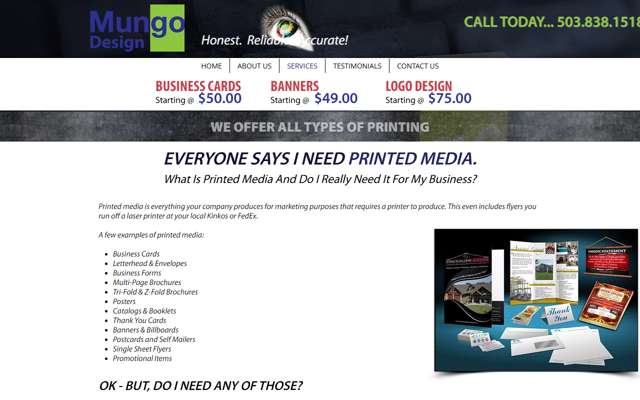 Mungo
Design
Honest. Reliable. Accurate!
CALL TODAY... 503.838.1518
HOME
ABOUT US
SERVICES
TESTIMONIALS
CONTACT US
BUSINESS CARDS
Starting @ $50.00
BANNERS
Starting @ $49.00
LOGO DESIGN
Starting @ $75.00
WE OFFER ALL TYPES OF PRINTING
EVERYONE SAYS I NEED PRINTED MEDIA.
What Is Printed Media And Do I Really Need It For My Business?
Printed media is everything your company produces for marketing purposes that requires a printer to produce. This even includes flyers you
run off a laser printer at your local Kinkos or FedEx.
A few examples of printed media:
Business Cards
Letterhead & Envelopes
Business Forms
Multi-Page Brochures
Tri-Fold & Z-Fold Brochures
Posters
Catalogs & Booklets
Thank You Cards
Banners & Billboards
Postcards and Self Mailers
Single Sheet Flyers
Promotional Items
Thank
You
OK - BUT, DO I NEED ANY OF THOSE?